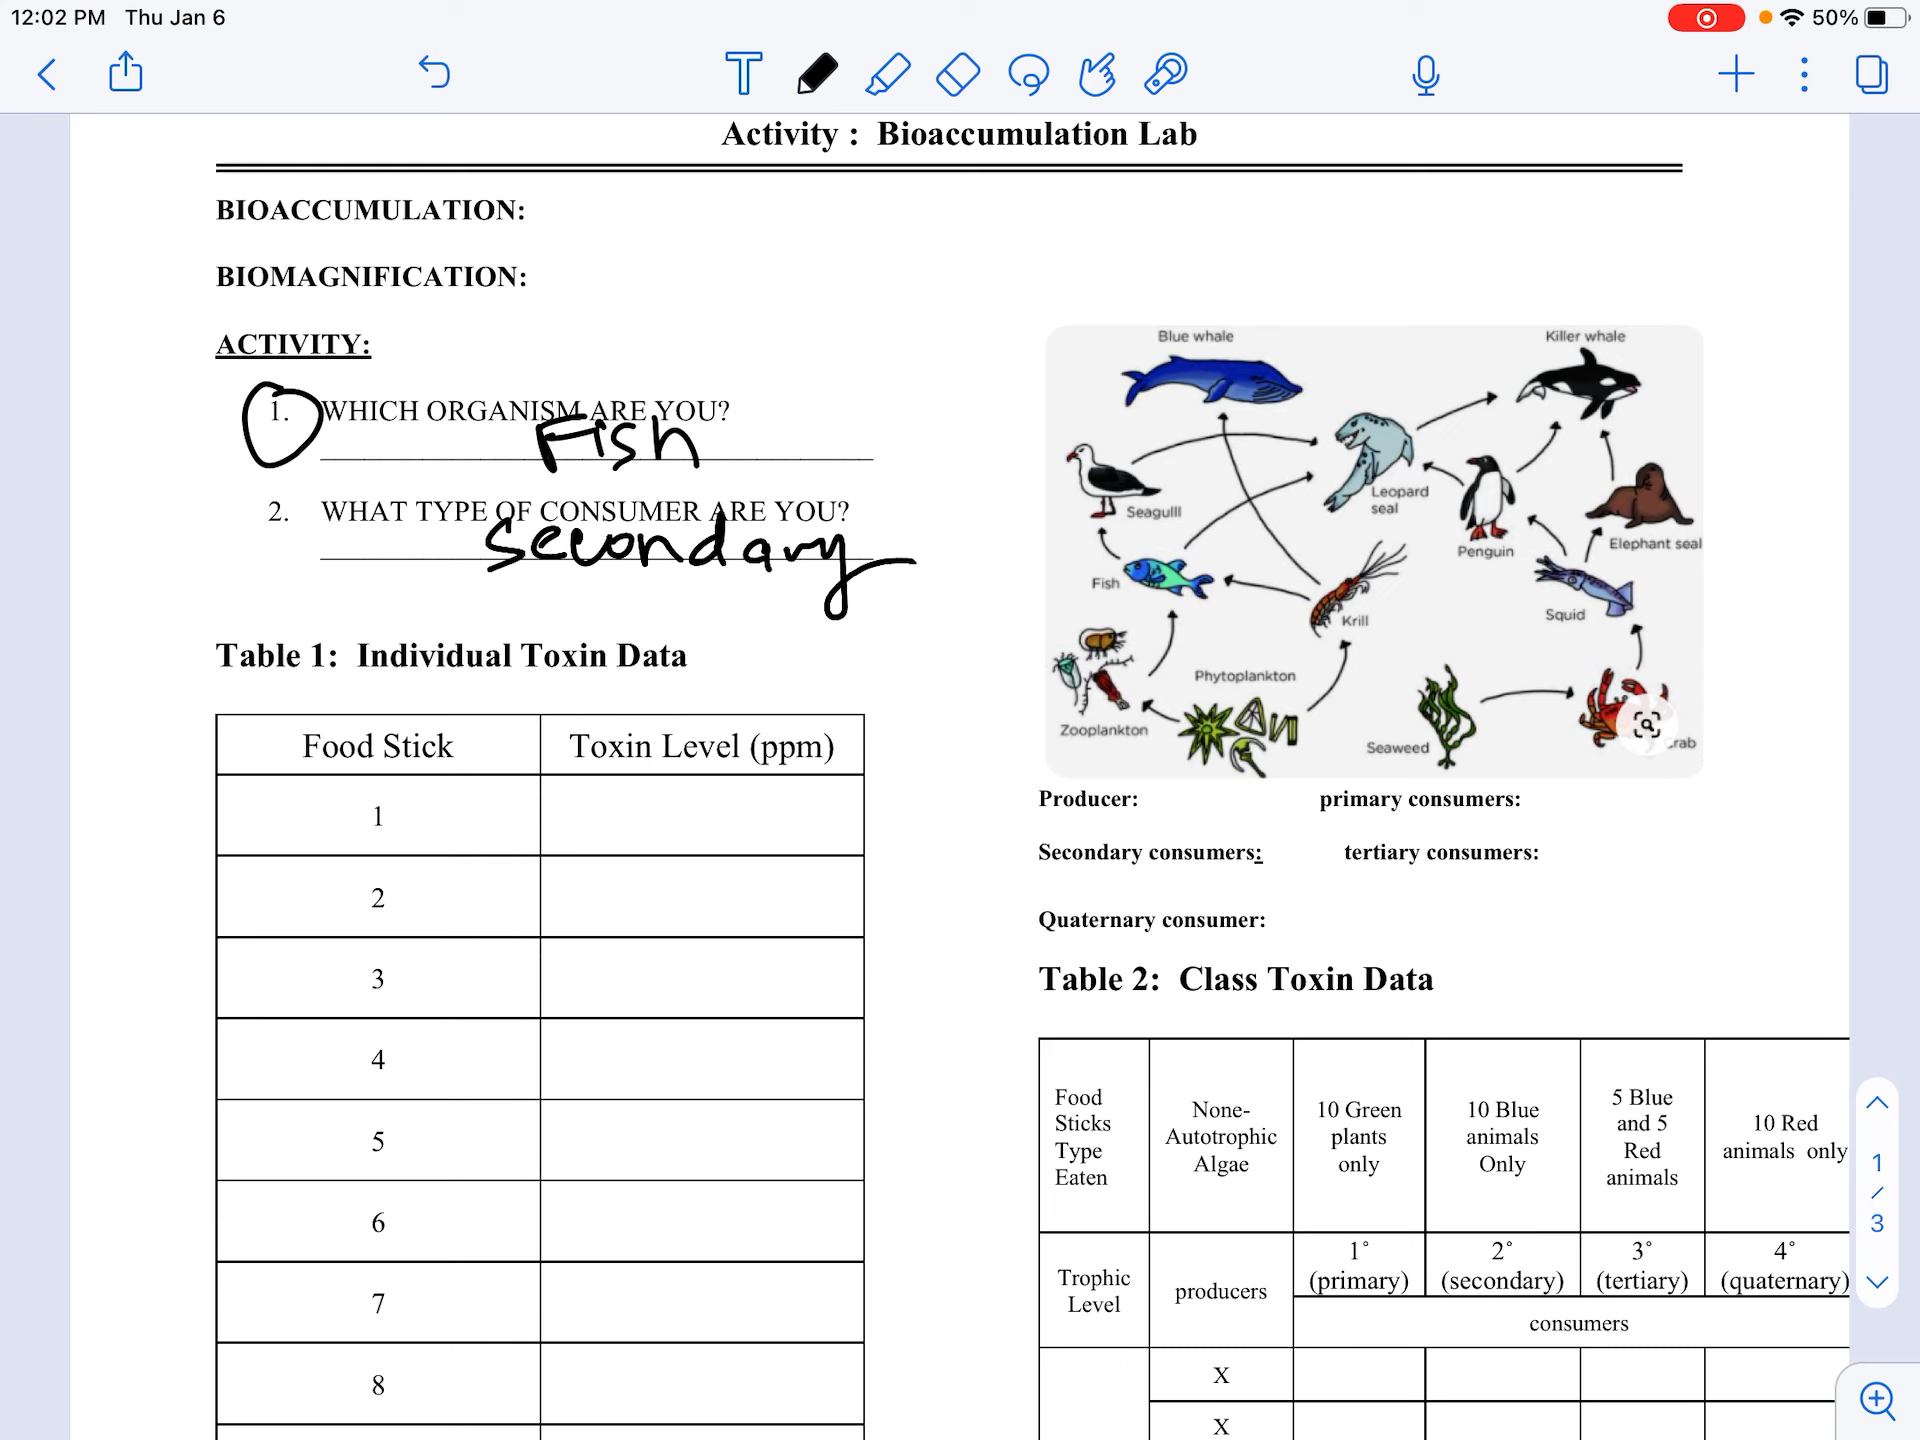 12:02 PM Thu Jan 6
50%
T
Activity : Bioaccumulation Lab
BIOACCUMULATION:
BIOMAGNIFICATION:
ACTIVITY:
1. WHICH ORGANISM ARE YOU?
Fish
2. WHAT TYPE OF CONSUMER ARE YOU?
secondary
Table 1: Individual Toxin Data
Food Stick Toxin Level (ppm)
1
2
3
4
5
6
7
8
Blue whale
Killer whale
Seagulll
Leopard
seal
Penguin
Elephant seal
Fish
Krill
Squid
Phytoplankton
Zooplankton
Seaweed
rab
Producer: primary consumers:
Secondary consumers: tertiary consumers:
Quaternary consumer:
Table 2: Class Toxin Data
Food
Sticks
Type
Eaten
None-
Autotrophic
Algae
10 Green
plants
only
10 Blue
animals
Only
5 Blue
and 5
Red
animals
10 Red
animals only
Trophic
Level
producers
1°
(primary)
2°
(secondary)
3°
(tertiary)
4°
(quaternary)
consumers
X
X
1
/
3